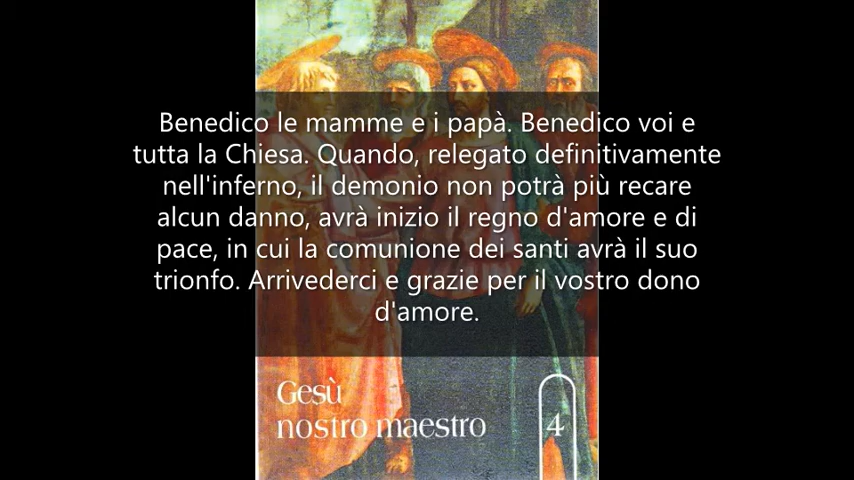 Benedico le mamme e i papà. Benedico voi e
tutta la Chiesa. Quando, relegato definitivamente
nell'inferno, il demonio non potrà più recare
alcun danno, avrà inizio il regno d'amore e di
pace, in cui la comunione dei santi avrà il suo
trionfo. Arrivederci e grazie per il vostro dono
d'amore.
Gesù
nostro maestro 4